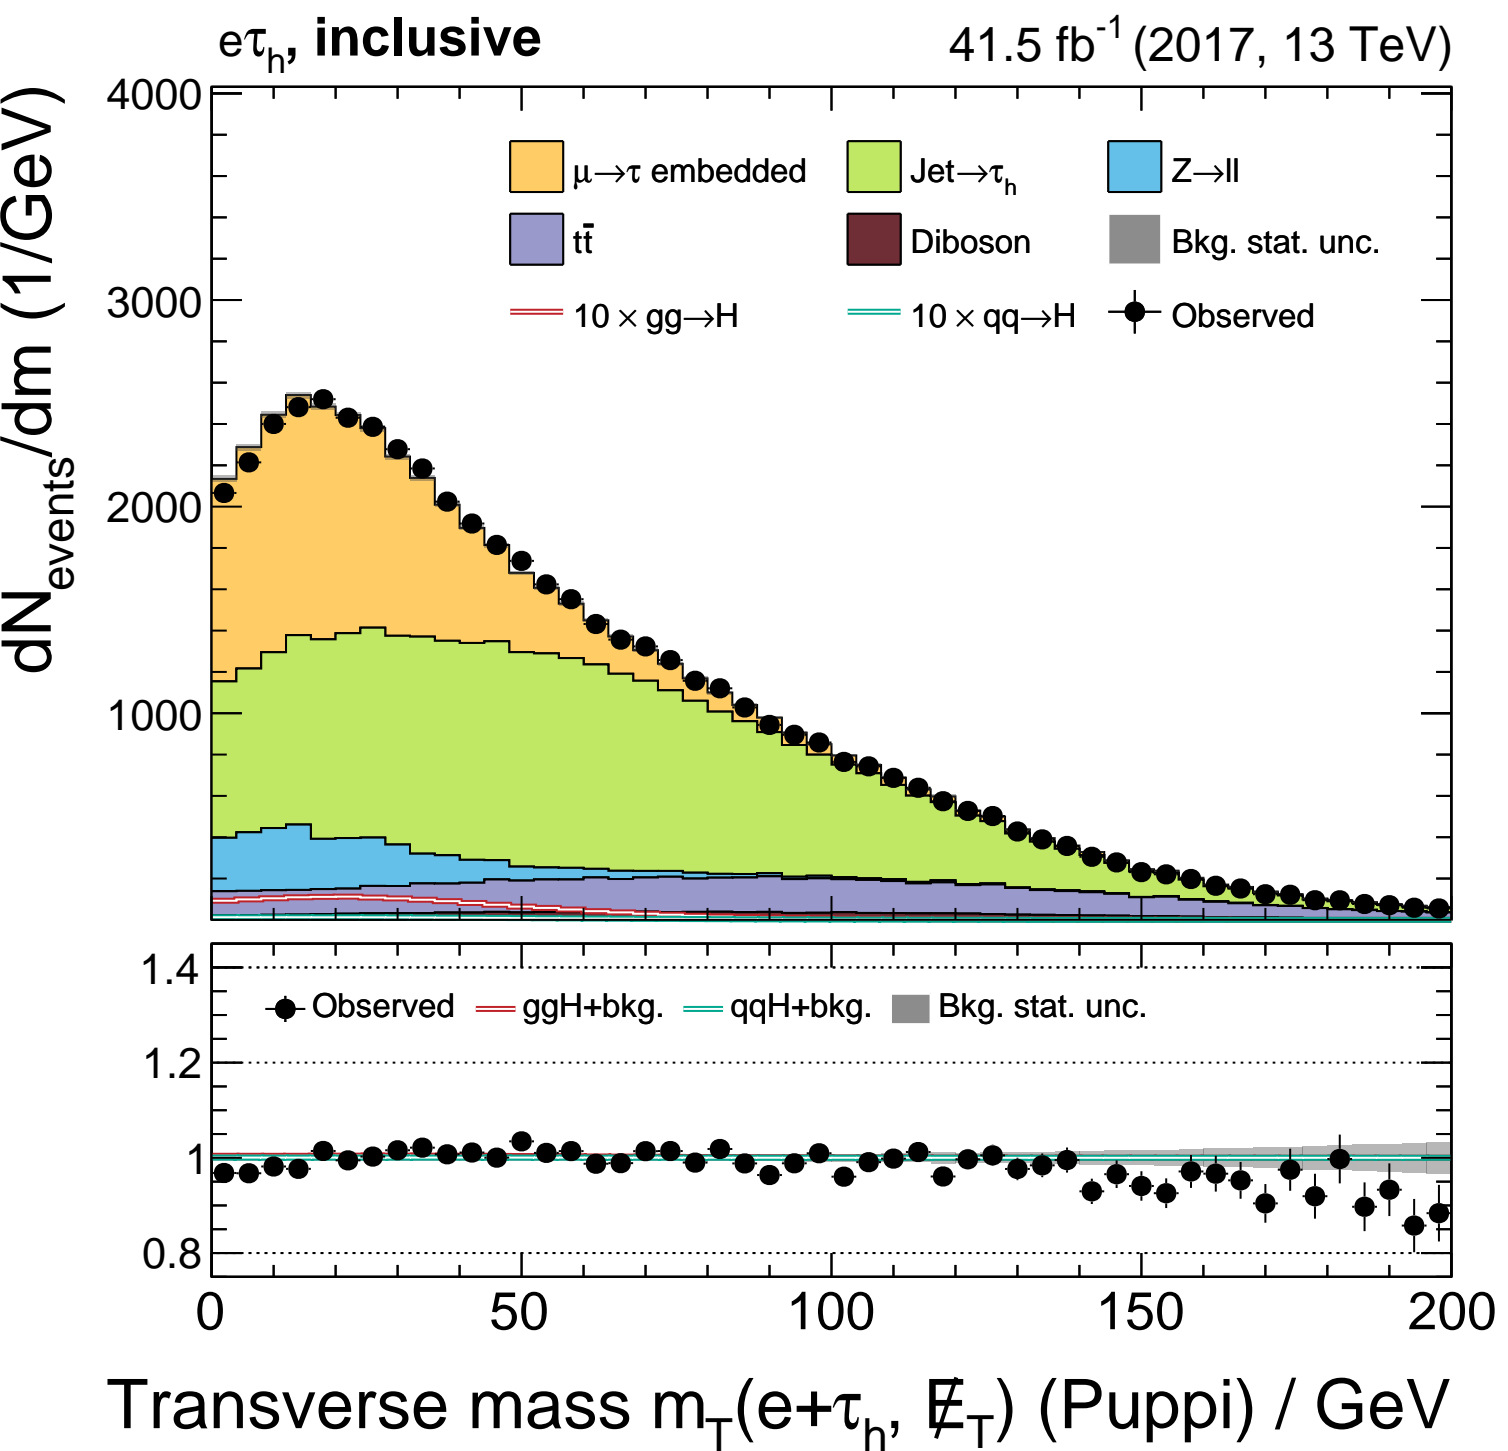 eτh, inclusive 41.5 fb-1 (2017, 13 TeV)
dNevents/dm (1/GeV)
4000
3000
2000
1000
μ→τ embedded Jet→τh Z→ll
tt̄ Diboson Bkg. stat. unc.
10 × gg→H 10 × qq→H Observed
1.4
1.2
1
0.8
Observed ggH+bkg. qqH+bkg. Bkg. stat. unc.
0 50 100 150 200
Transverse mass mT(e+τh, E̸T) (Puppi) / GeV